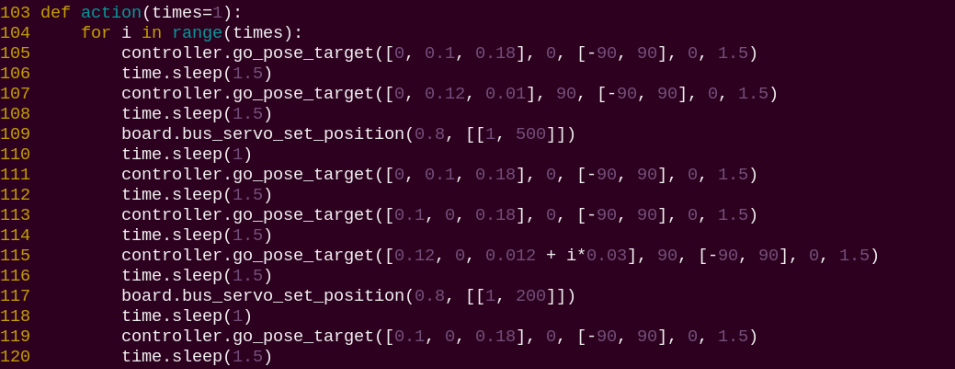 103 def action(times=1):
104     for i in range(times):
105         controller.go_pose_target([0, 0.1, 0.18], 0, [-90, 90], 0, 1.5)
106         time.sleep(1.5)
107         controller.go_pose_target([0, 0.12, 0.01], 90, [-90, 90], 0, 1.5)
108         time.sleep(1.5)
109         board.bus_servo_set_position(0.8, [[1, 500]])
110         time.sleep(1)
111         controller.go_pose_target([0, 0.1, 0.18], 0, [-90, 90], 0, 1.5)
112         time.sleep(1.5)
113         controller.go_pose_target([0.1, 0, 0.18], 0, [-90, 90], 0, 1.5)
114         time.sleep(1.5)
115         controller.go_pose_target([0.12, 0, 0.012 + i*0.03], 90, [-90, 90], 0, 1.5)
116         time.sleep(1.5)
117         board.bus_servo_set_position(0.8, [[1, 200]])
118         time.sleep(1)
119         controller.go_pose_target([0.1, 0, 0.18], 0, [-90, 90], 0, 1.5)
120         time.sleep(1.5)